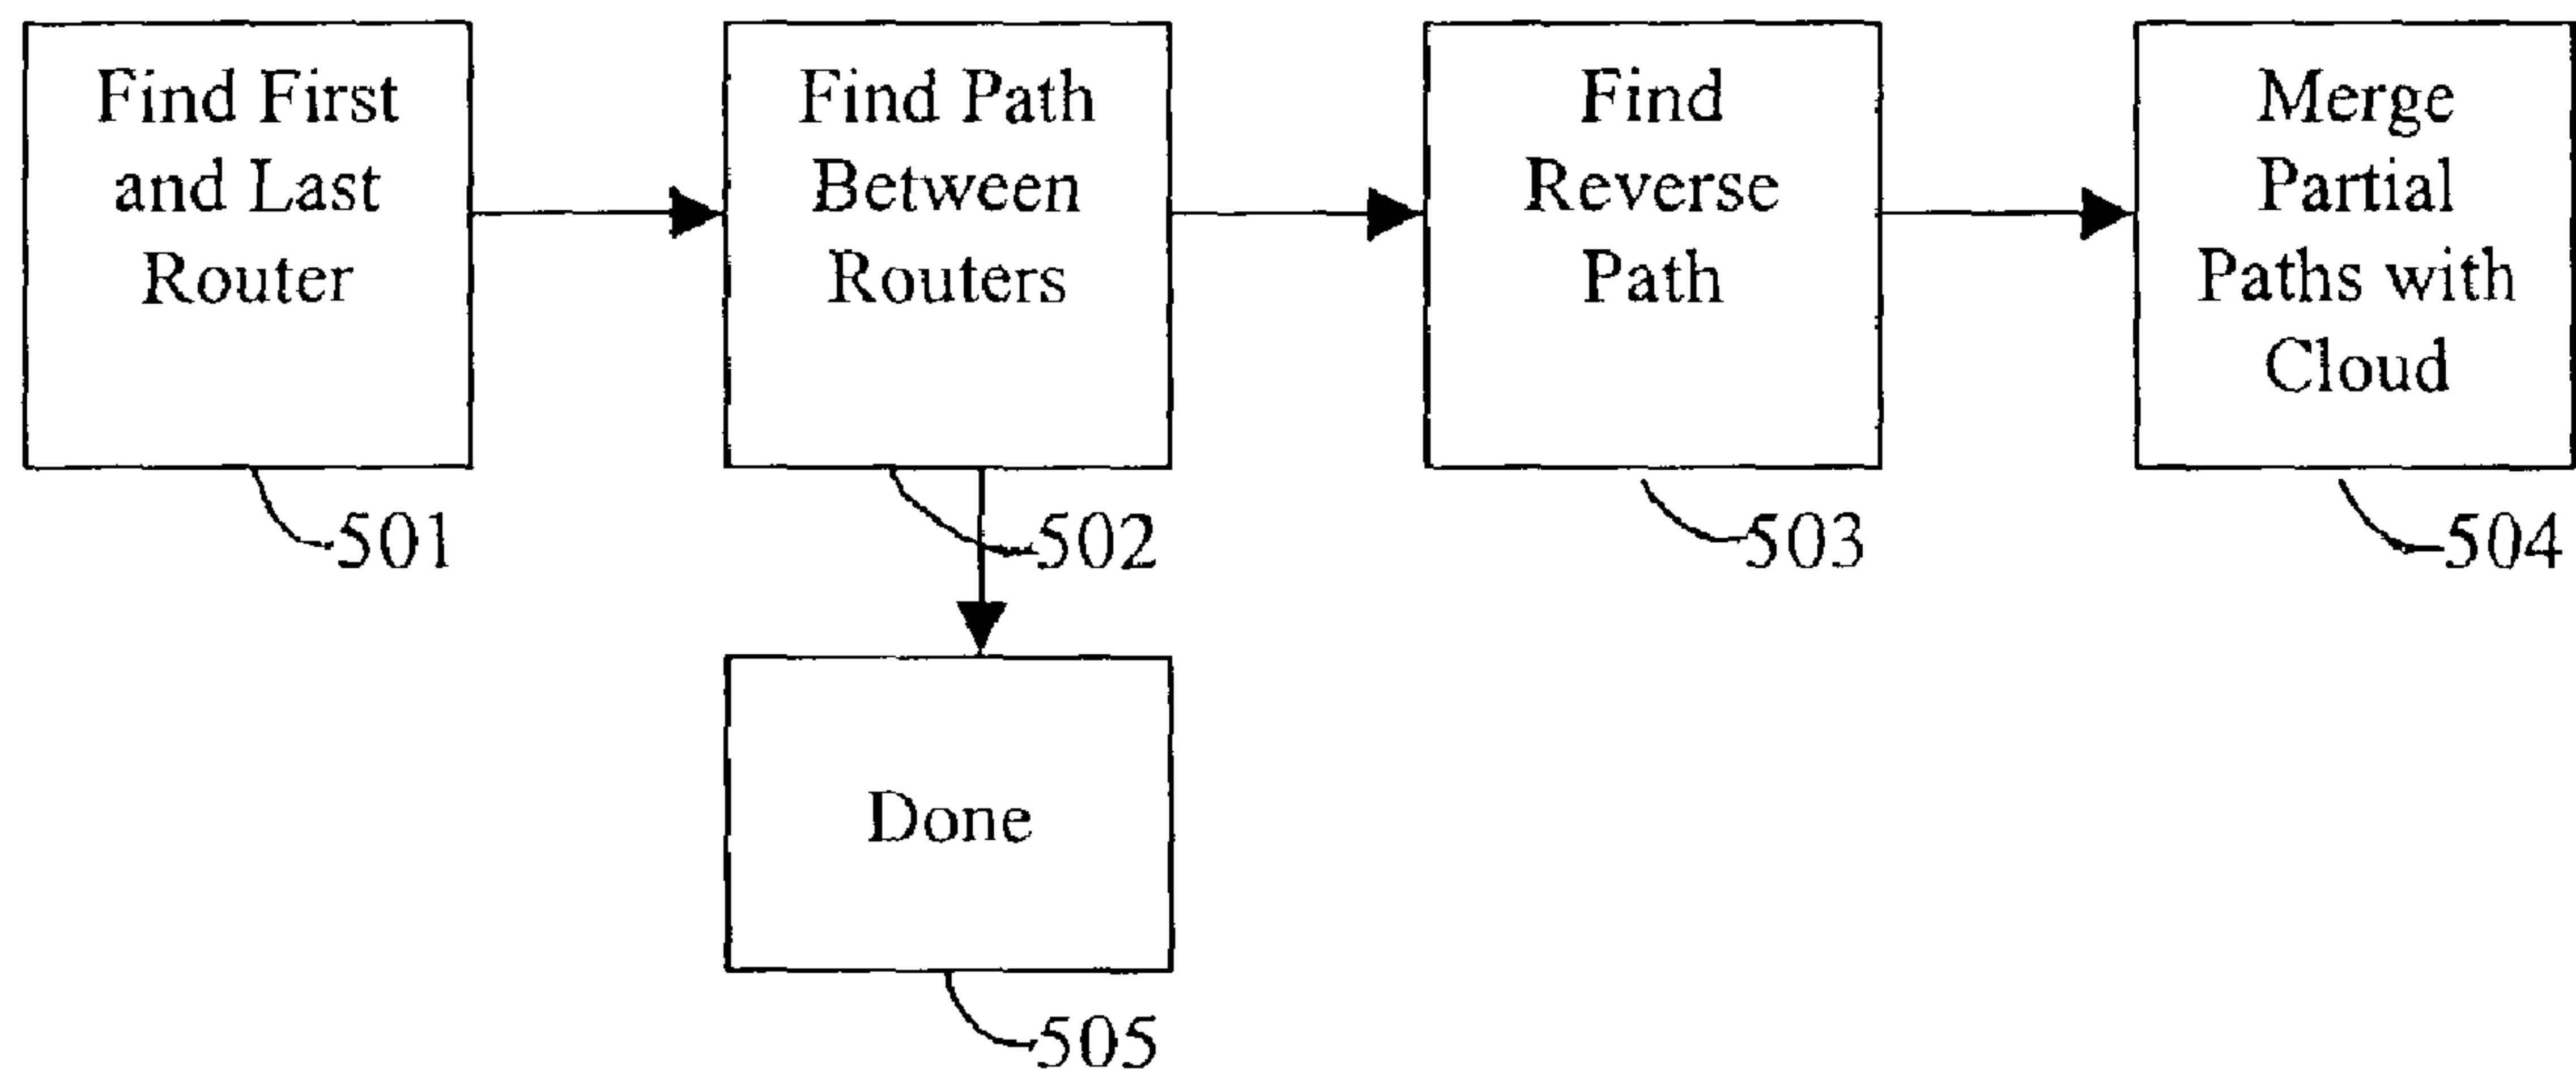 Find First
and Last
Router
501
Find Path
Between
Routers
502
Find
Reverse
Path
503
Merge
Partial
Paths with
Cloud
504
Done
505